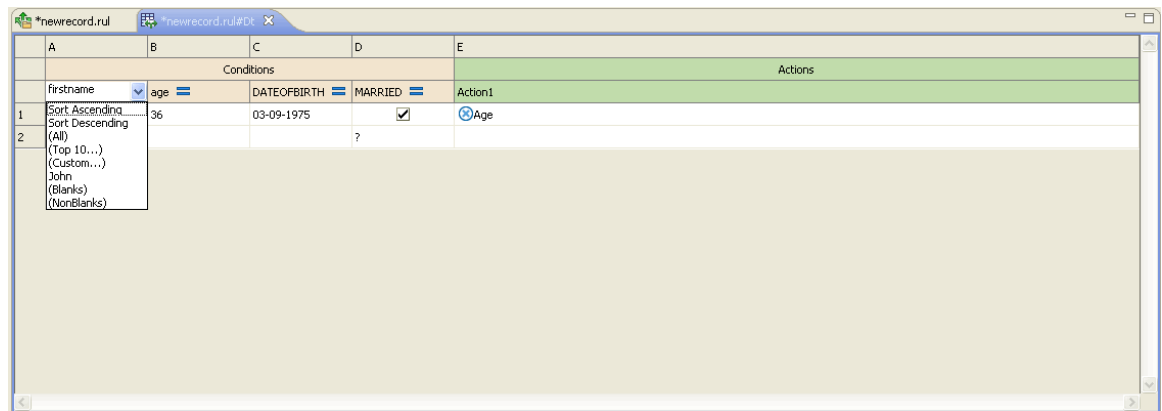 *newrecord.rul *newrecord.rul#Dt
A B C D E
Conditions Actions
firstname age DATEOFBIRTH MARRIED Action1
1 36 03-09-1975 Age
2 ?
Sort Ascending
Sort Descending
(All)
(Top 10...)
(Custom...)
John
(Blanks)
(NonBlanks)